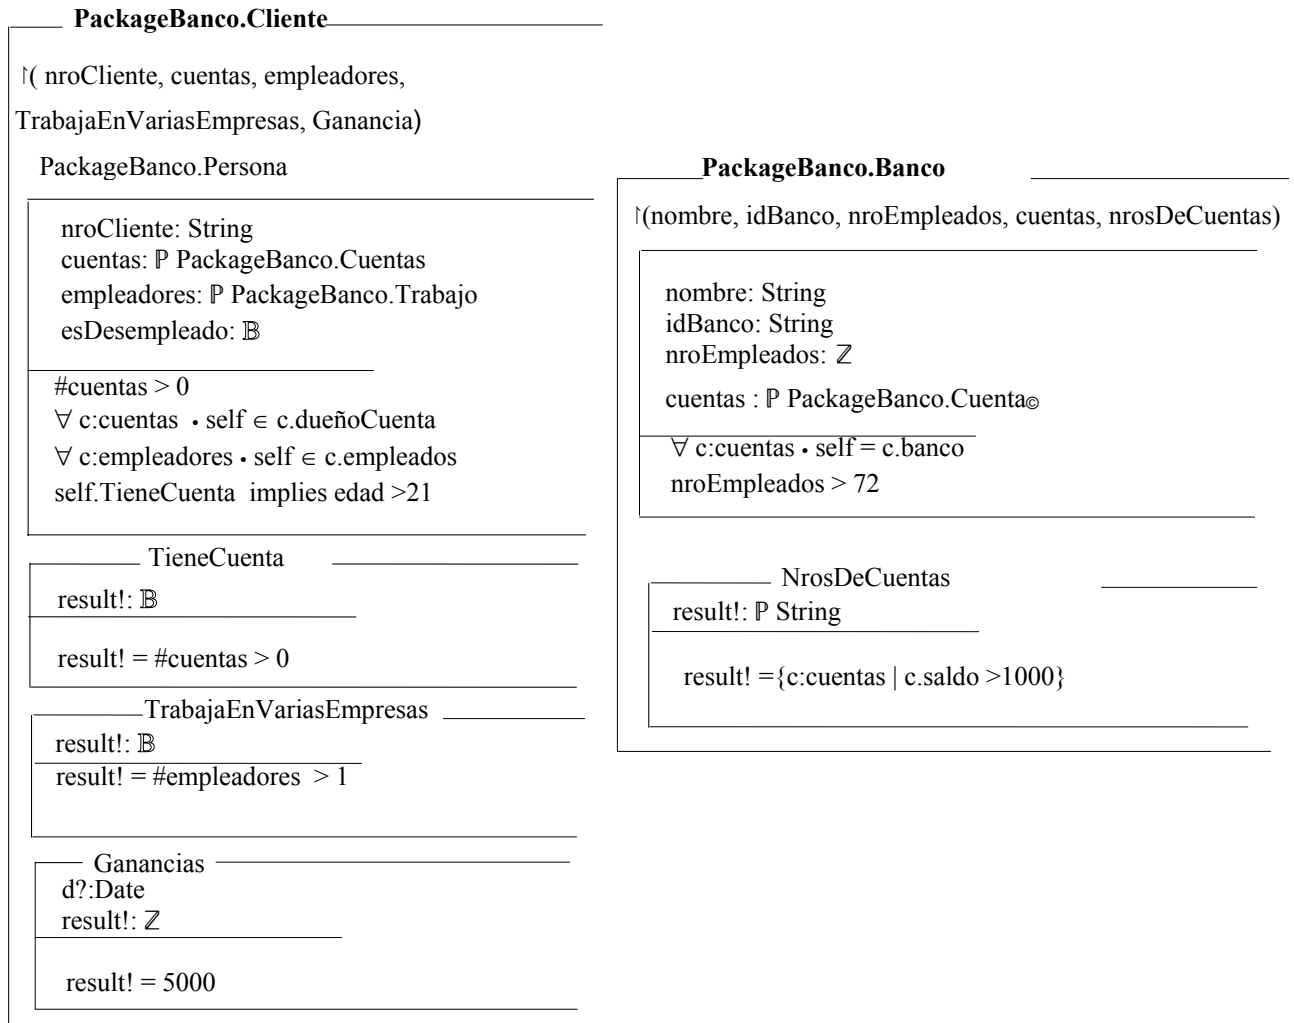 PackageBanco.Cliente
↾( nroCliente, cuentas, empleadores,
TrabajaEnVariasEmpresas, Ganancia)
PackageBanco.Persona
nroCliente: String
cuentas: ℙ PackageBanco.Cuentas
empleadores: ℙ PackageBanco.Trabajo
esDesempleado: 𝔹
#cuentas > 0
∀ c:cuentas • self ∈ c.dueñoCuenta
∀ c:empleadores • self ∈ c.empleados
self.TieneCuenta implies edad >21
TieneCuenta
result!: 𝔹
result! = #cuentas > 0
TrabajaEnVariasEmpresas
result!: 𝔹
result! = #empleadores > 1
Ganancias
d?:Date
result!: ℤ
result! = 5000
PackageBanco.Banco
↾(nombre, idBanco, nroEmpleados, cuentas, nrosDeCuentas)
nombre: String
idBanco: String
nroEmpleados: ℤ
cuentas : ℙ PackageBanco.Cuenta©
∀ c:cuentas • self = c.banco
nroEmpleados > 72
NrosDeCuentas
result!: ℙ String
result! ={c:cuentas | c.saldo >1000}